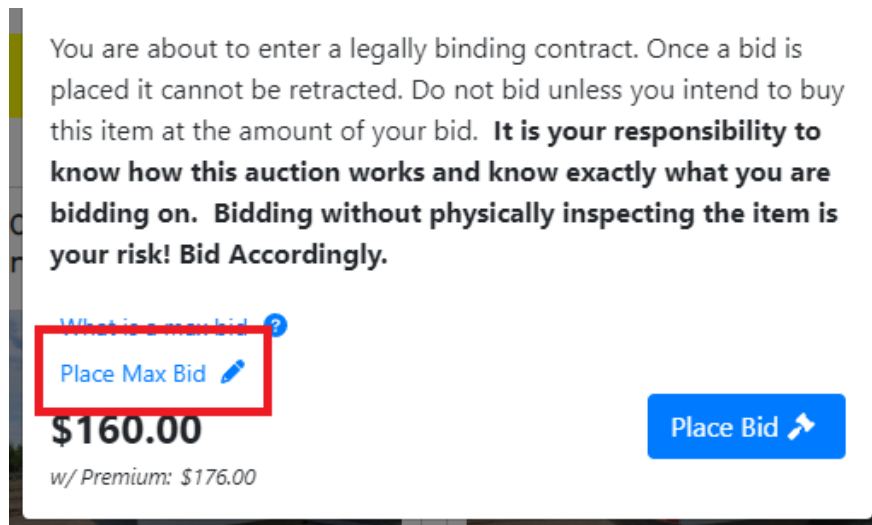 You are about to enter a legally binding contract. Once a bid is
placed it cannot be retracted. Do not bid unless you intend to buy
this item at the amount of your bid. It is your responsibility to
know how this auction works and know exactly what you are
bidding on. Bidding without physically inspecting the item is
your risk! Bid Accordingly.
What is a max bid
Place Max Bid
$160.00
Place Bid
w/ Premium: $176.00